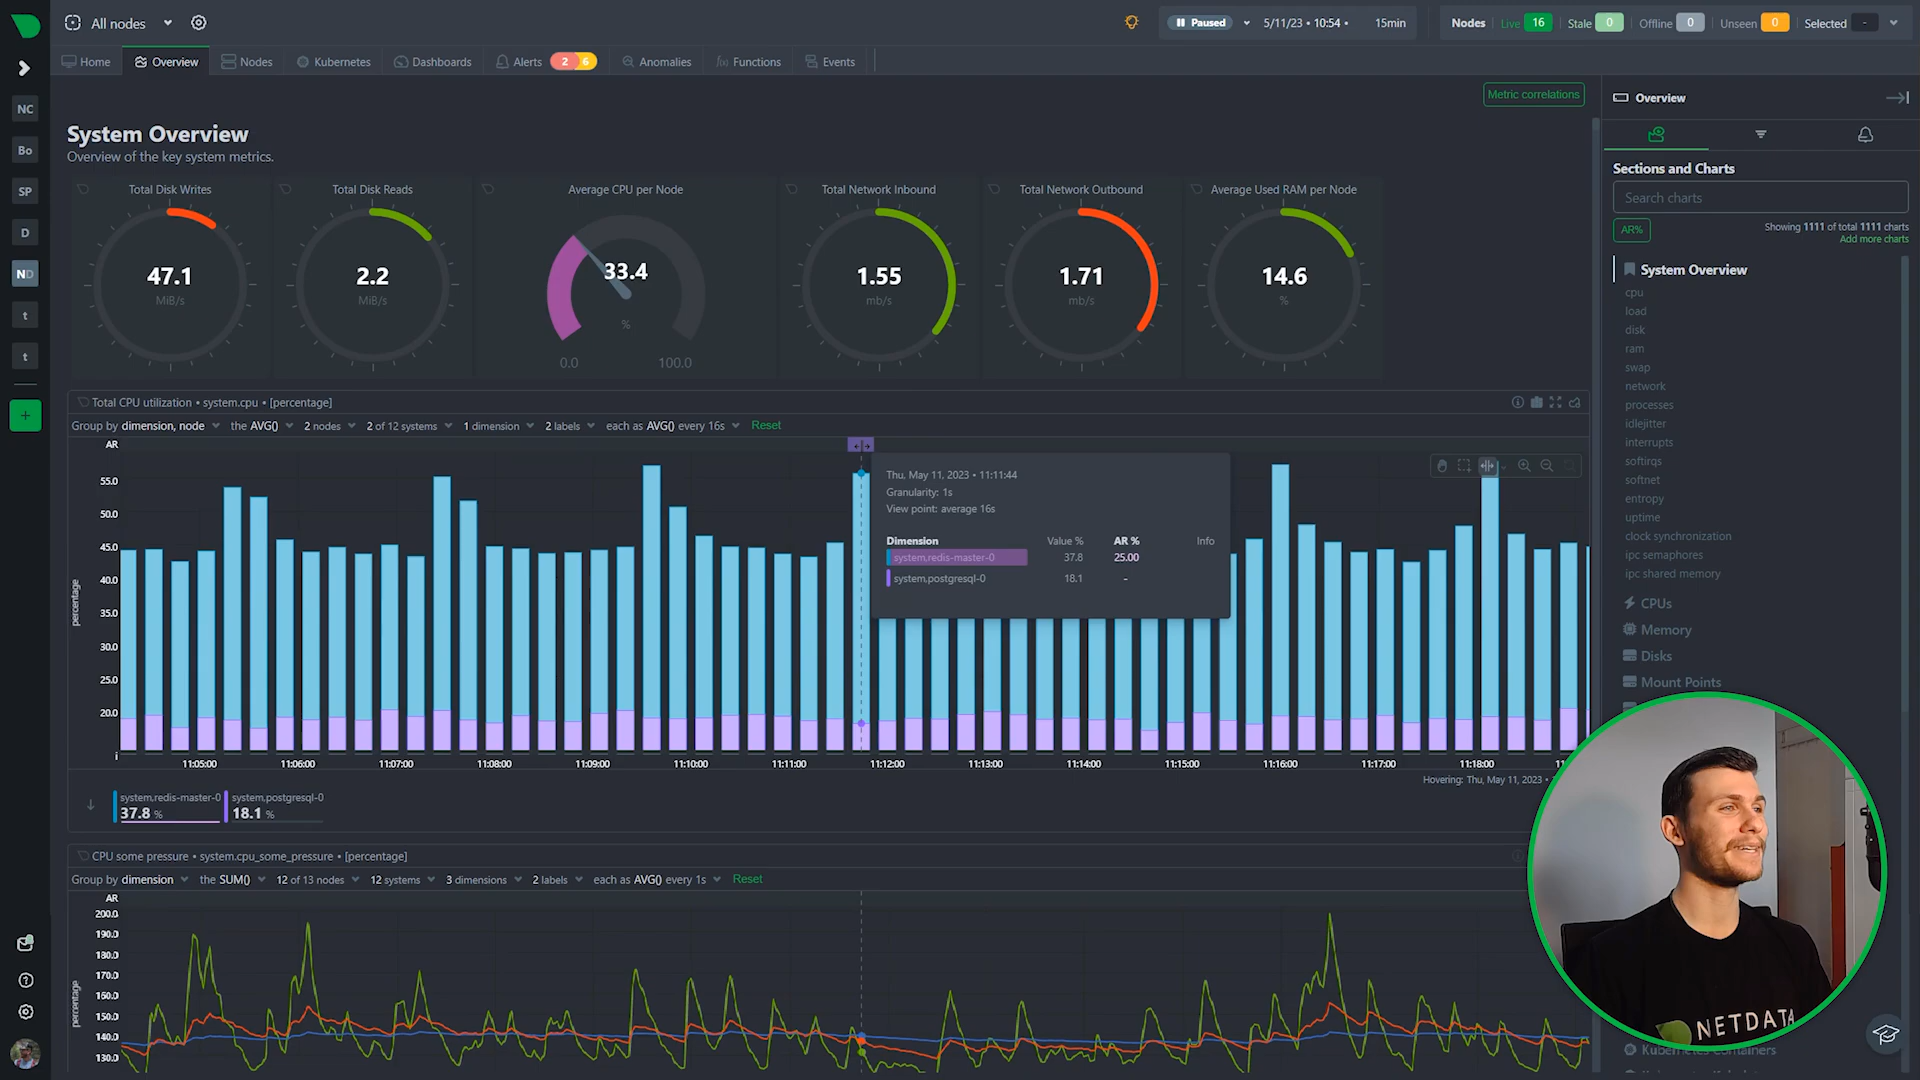 All nodes
Paused
5/11/23 • 10:54 •
15min
Nodes
Live 16
Stale 0
Offline 0
Unseen 0
Selected -
Home
Overview
Nodes
Kubernetes
Dashboards
Alerts 2 6
Anomalies
f(x) Functions
Events
NC
Bo
SP
D
ND
t
t
+
Metric correlations
System Overview
Overview of the key system metrics.
Total Disk Writes
47.1
MiB/s
Total Disk Reads
2.2
MiB/s
Average CPU per Node
33.4
%
0.0
100.0
Total Network Inbound
1.55
mb/s
Total Network Outbound
1.71
mb/s
Average Used RAM per Node
14.6
%
Total CPU utilization • system.cpu • [percentage]
Group by dimension, node the AVG() 2 nodes 2 of 12 systems 1 dimension 2 labels each as AVG() every 16s Reset
AR
55.0
50.0
45.0
40.0
35.0
30.0
25.0
20.0
percentage
Thu, May 11, 2023 • 11:11:44
Granularity: 1s
View point: average 16s
Dimension Value % AR % Info
system,redis-master-0 37.8 25.00
system,postgresql-0 18.1 -
11:05:00 11:06:00 11:07:00 11:08:00 11:09:00 11:10:00 11:11:00 11:12:00 11:13:00 11:14:00 11:15:00 11:16:00 11:17:00 11:18:00
Hovering: Thu, May 11, 2023 •
system,redis-master-0
37.8 %
system,postgresql-0
18.1 %
CPU some pressure • system.cpu_some_pressure • [percentage]
Group by dimension the SUM() 12 of 13 nodes 12 systems 3 dimensions 2 labels each as AVG() every 1s Reset
AR
200.0
190.0
180.0
170.0
160.0
150.0
140.0
130.0
percentage
Overview
Sections and Charts
Search charts
AR%
Showing 1111 of total 1111 charts
Add more charts
System Overview
cpu
load
disk
ram
swap
network
processes
idlejitter
interrupts
softirqs
softnet
entropy
uptime
clock synchronization
ipc semaphores
ipc shared memory
CPUs
Memory
Disks
Mount Points
NETDATA
Kubernetes Containers